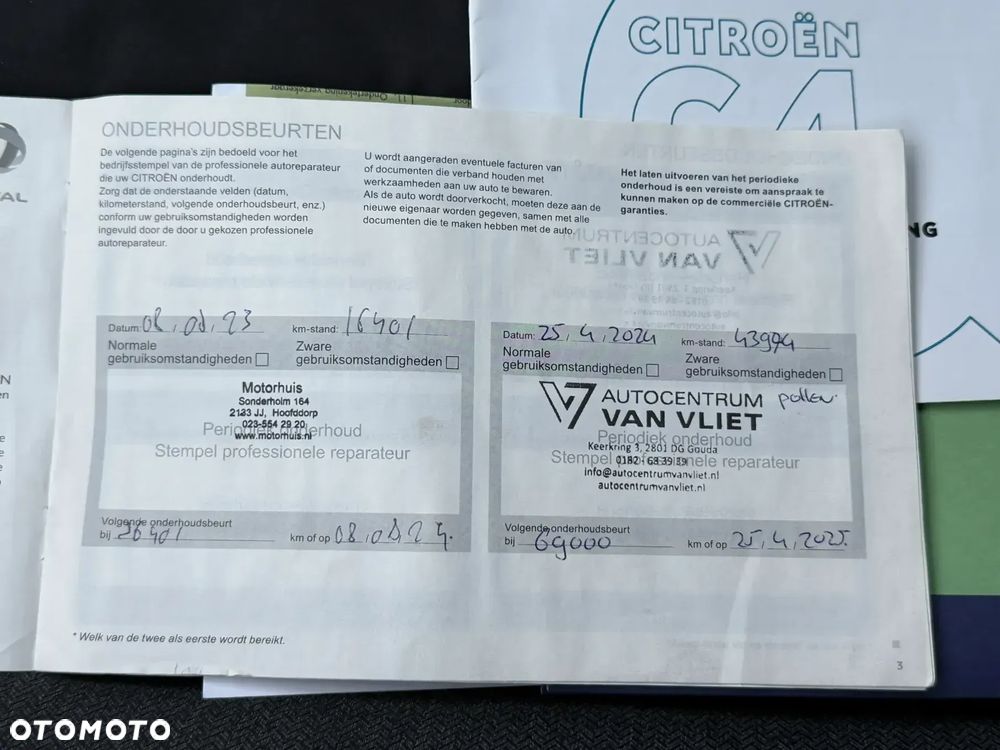 CITROËN
C4
NG
TAL
N
en
ONDERHOUDSBEURTEN
De volgende pagina's zijn bedoeld voor het
bedrijfsstempel van de professionele autoreparateur
die uw CITROËN onderhoudt.
Zorg dat de onderstaande velden (datum,
kilometerstand, volgende onderhoudsbeurt, enz.)
conform uw gebruiksomstandigheden worden
ingevuld door de door u gekozen professionele
autoreparateur.
U wordt aangeraden eventuele facturen van
of documenten die verband houden met
werkzaamheden aan uw auto te bewaren.
Als de auto wordt doorverkocht, moeten deze aan de
nieuwe eigenaar worden gegeven, samen met alle
documenten die te maken hebben met de auto.
Het laten uitvoeren van het periodieke
onderhoud is een vereiste om aanspraak te
kunnen maken op de commerciële CITROËN-
garanties.
Datum: 08.08.23 km-stand: 16401
Normale gebruiksomstandigheden
Zware gebruiksomstandigheden
Motorhuis
Sonderholm 164
2133 JJ, Hoofddorp
023-554 29 20
www.motorhuis.nl
Periodiek onderhoud
Stempel professionele reparateur
Volgende onderhoudsbeurt
bij 36401 km of op 08.08.24.
Datum: 25.4.2024 km-stand: 43994
Normale gebruiksomstandigheden
Zware gebruiksomstandigheden
AUTOCENTRUM pollen
VAN VLIET
Periodiek onderhoud
Keerkring 3, 2801 DG Gouda
Stempel professionele reparateur
0182 - 68 39 39
info@autocentrumvanvliet.nl
autocentrumvanvliet.nl
Volgende onderhoudsbeurt
bij 69000 km of op 25.4.2025.
* Welk van de twee als eerste wordt bereikt.
3
OTOMOTO